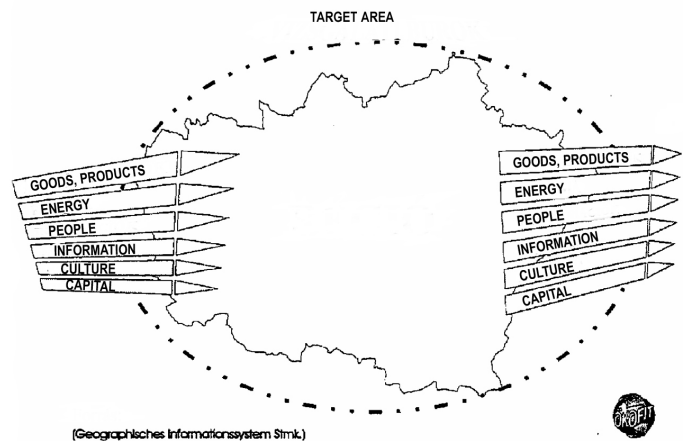 TARGET AREA
GOODS, PRODUCTS
ENERGY
PEOPLE
INFORMATION
CULTURE
CAPITAL
GOODS, PRODUCTS
ENERGY
PEOPLE
INFORMATION
CULTURE
CAPITAL
ÖKOFIT
(Geographisches Informationssystem Stmk.)